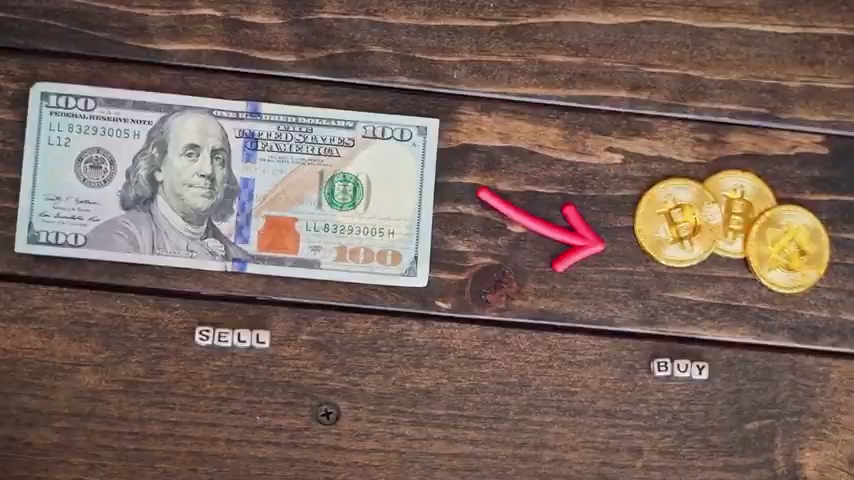 100
ONE HUNDRED DOLLARS
100
FEDERAL RESERVE NOTE
THE
UNITED STATES
OF AMERICA
LL 83293005 H
L12
100
LL 83293005 H
100
100
SELL
BUY